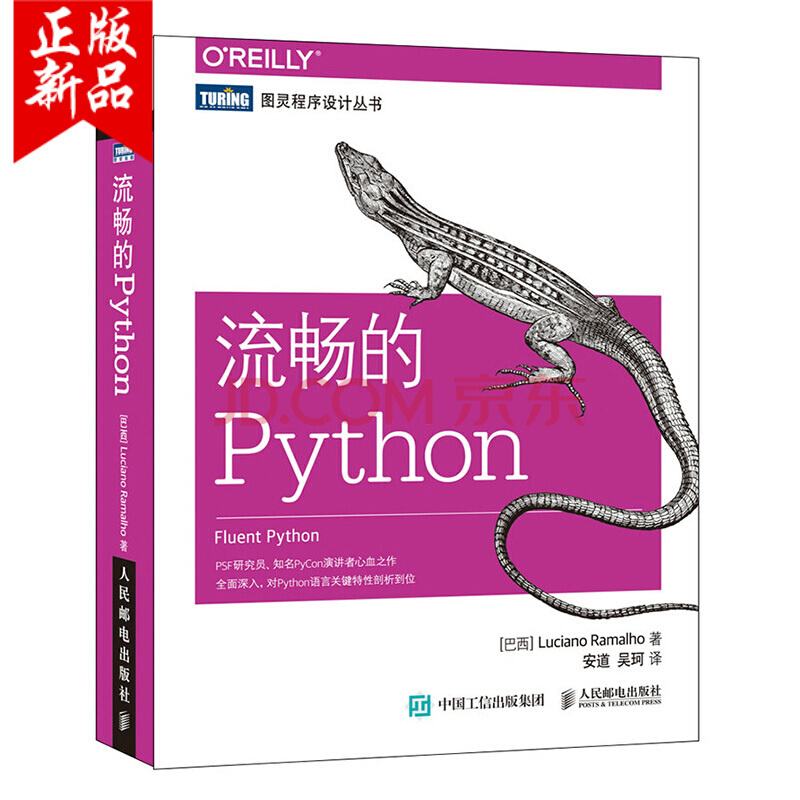 正版
新品
O'REILLY®
TURING
图灵程序设计丛书
流畅的
Python
JD.COM 京东
Fluent Python
PSF研究员、知名PyCon演讲者心血之作
全面深入，对Python语言关键特性剖析到位
[巴西] Luciano Ramalho 著
安道 吴珂 译
中国工信出版集团
人民邮电出版社
POSTS & TELECOM PRESS
TURING
流畅的Python
[巴西] Luciano Ramalho 著
人民邮电出版社